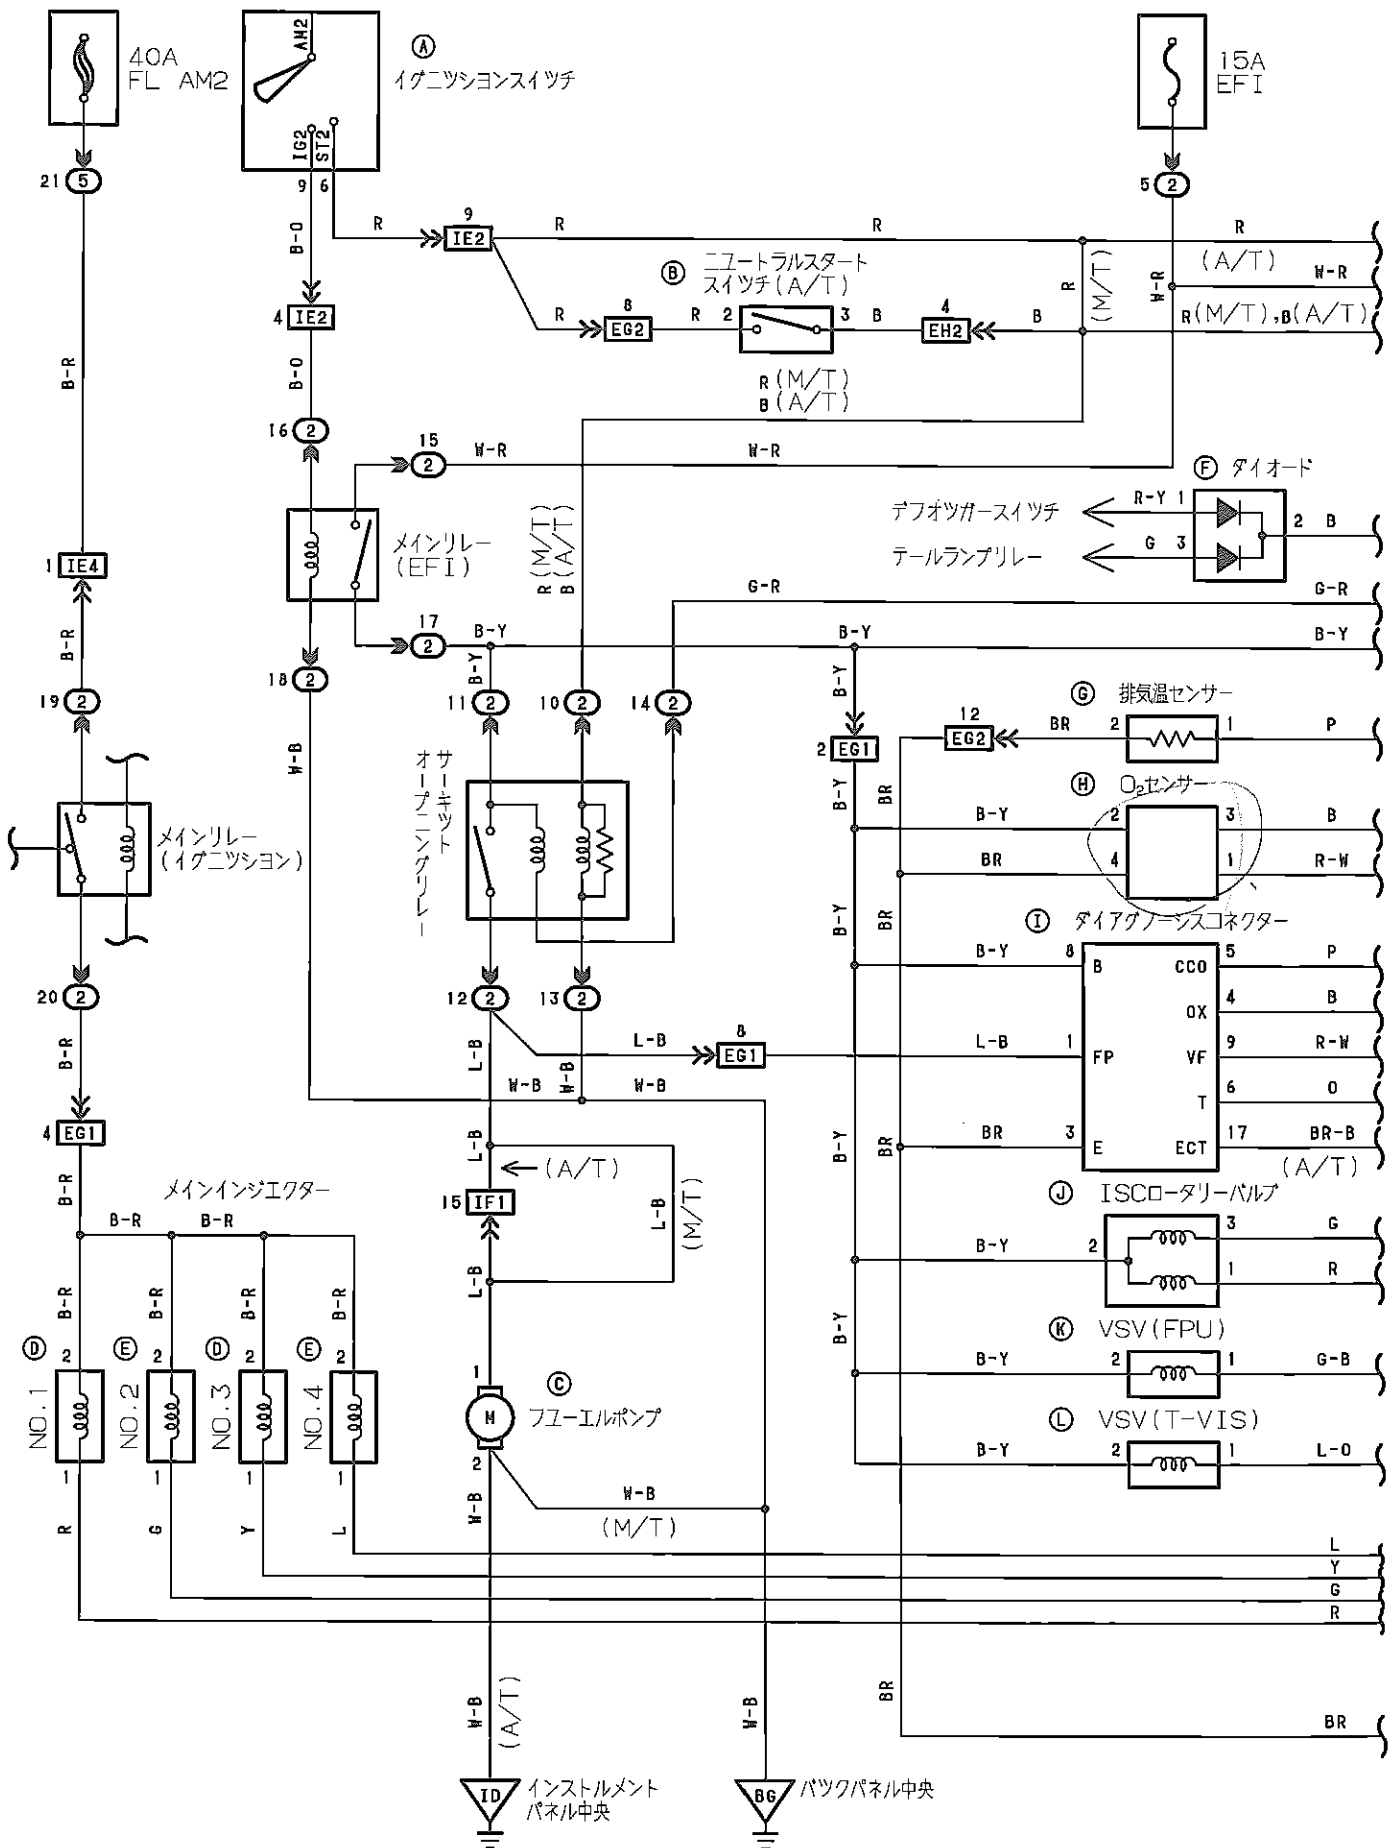 40A
FL AM2
AM2
IG2
ST2
9 6
Ⓐ
イグニツションスイツチ
15A
EFI
21 5
5 2
B-O
R
9
IE2
R
R
R
(A/T)
W-R
R(M/T),B(A/T)
Ⓑ ニユートラルスタート
スイツチ(A/T)
R
8
EG2
R
2
3
B
4
EH2
B
R
(M/T)
W-R
4 IE2
B-R
B-O
R(M/T)
B(A/T)
16 2
15
2
W-R
W-R
メインリレー
(EFI)
R(M/T)
B(A/T)
Ⓕ ダイオード
デフオツガースイツチ
R-Y 1
テールランプリレー
G 3
2 B
1 IE4
G-R
G-R
B-R
17
2
B-Y
B-Y
B-Y
18 2
B-Y
B-Y
19 2
11 2
10 2
14 2
Ⓖ 排気温センサー
12
EG2
BR
2
1
P
2 EG1
W-B
サーキツト
オープニングリレー
B-Y
BR
Ⓗ O₂センサー
B-Y
2
3
B
BR
4
1
R-W
メインリレー
(イグニツション)
B-Y
BR
Ⓘ ダイアグノーシスコネクター
B-Y
8
B
CCO
5
P
OX
4
B
L-B
1
FP
VF
9
R-W
T
6
O
BR
3
E
ECT
17
BR-B
(A/T)
20 2
12 2
13 2
B-R
L-B
L-B
8
EG1
W-B
W-B
W-B
4 EG1
L-B
(A/T)
B-Y
BR
B-R
15 IF1
L-B
(M/T)
メインインジエクター
B-R
B-R
L-B
Ⓙ ISCロータリーバルブ
B-Y
2
3
G
1
R
B-R
B-R
B-R
B-R
B-Y
Ⓚ VSV(FPU)
B-Y
2
1
G-B
Ⓓ 2
Ⓔ 2
Ⓓ 2
Ⓔ 2
NO.1
NO.2
NO.3
NO.4
1
1
1
1
1
Ⓒ
M
フユーエルポンプ
2
Ⓛ VSV(T-VIS)
B-Y
2
1
L-O
R
G
Y
L
W-B
W-B
(M/T)
L
Y
G
R
W-B
(A/T)
W-B
BR
BR
ID
インストルメント
パネル中央
BG
バツクパネル中央